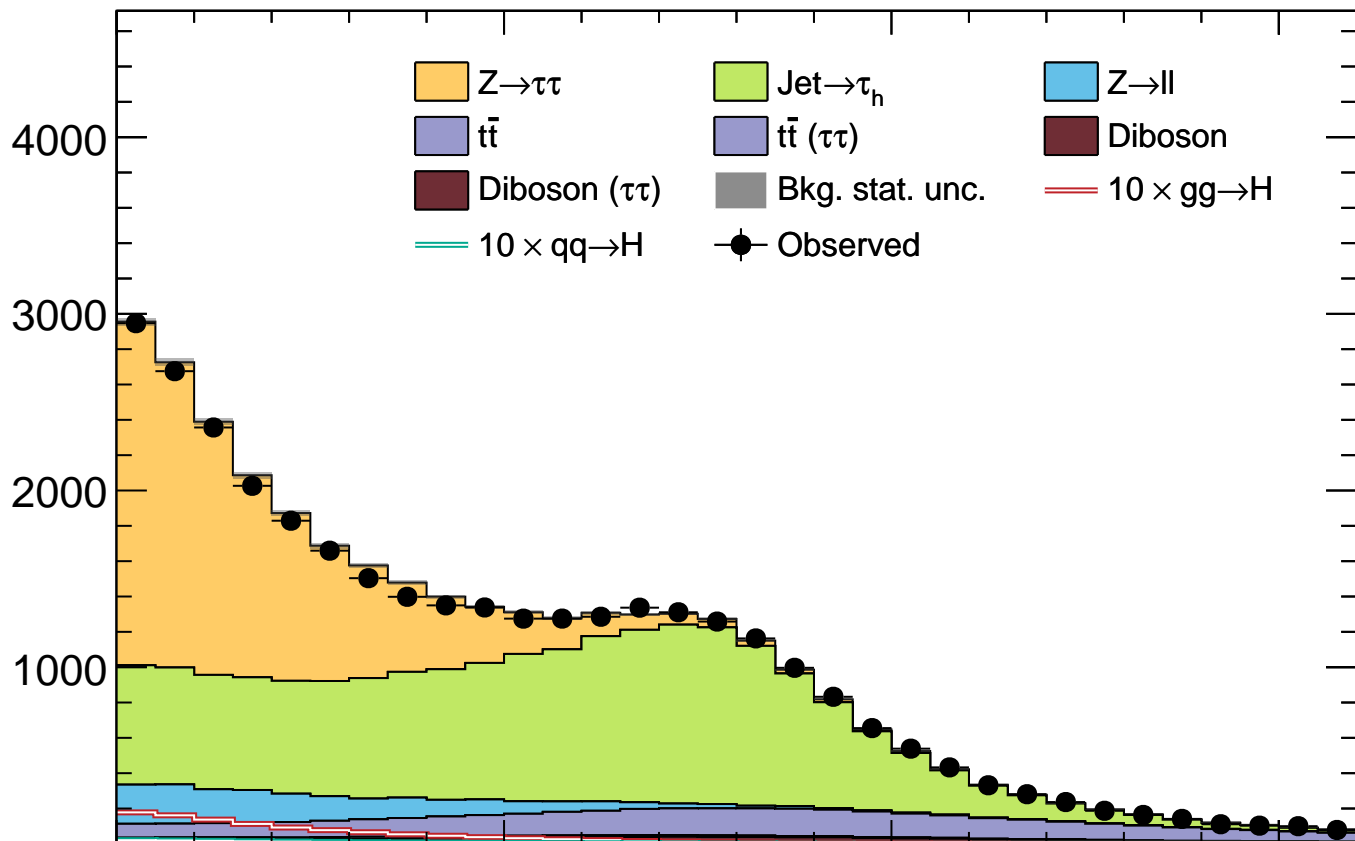 Z→ττ Jet→τₕ Z→ll
4000
tt̄ tt̄ (ττ) Diboson
Diboson (ττ) Bkg. stat. unc. 10 × gg→H
10 × qq→H Observed
3000
2000
1000